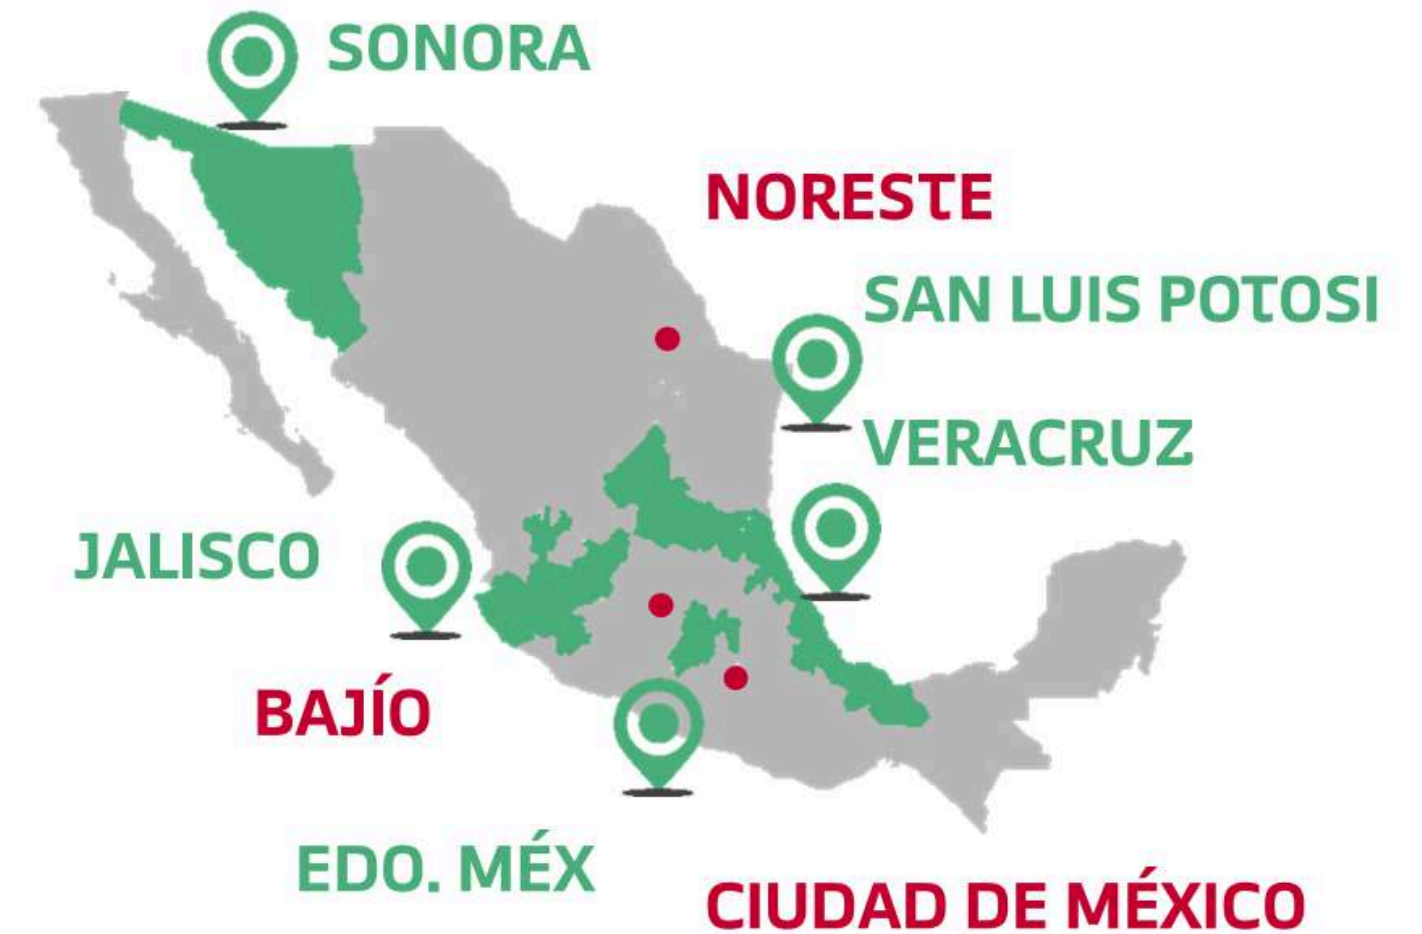 SONORA
NORESTE
SAN LUIS POTOSI
VERACRUZ
JALISCO
BAJÍO
EDO. MÉX
CIUDAD DE MÉXICO